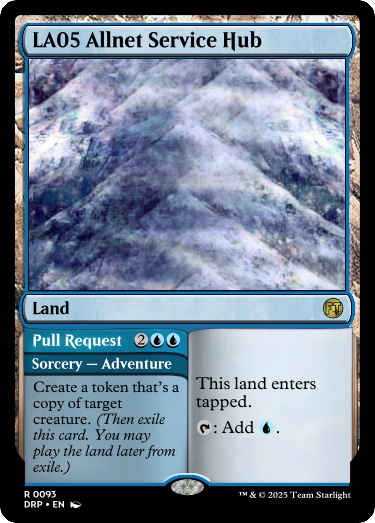 LA05 Allnet Service Hub
Land
Pull Request 2
Sorcery — Adventure
Create a token that's a
copy of target
creature. (Then exile
this card. You may
play the land later from
exile.)
This land enters
tapped.
: Add .
R 0093
DRP • EN
™ & © 2025 Team Starlight